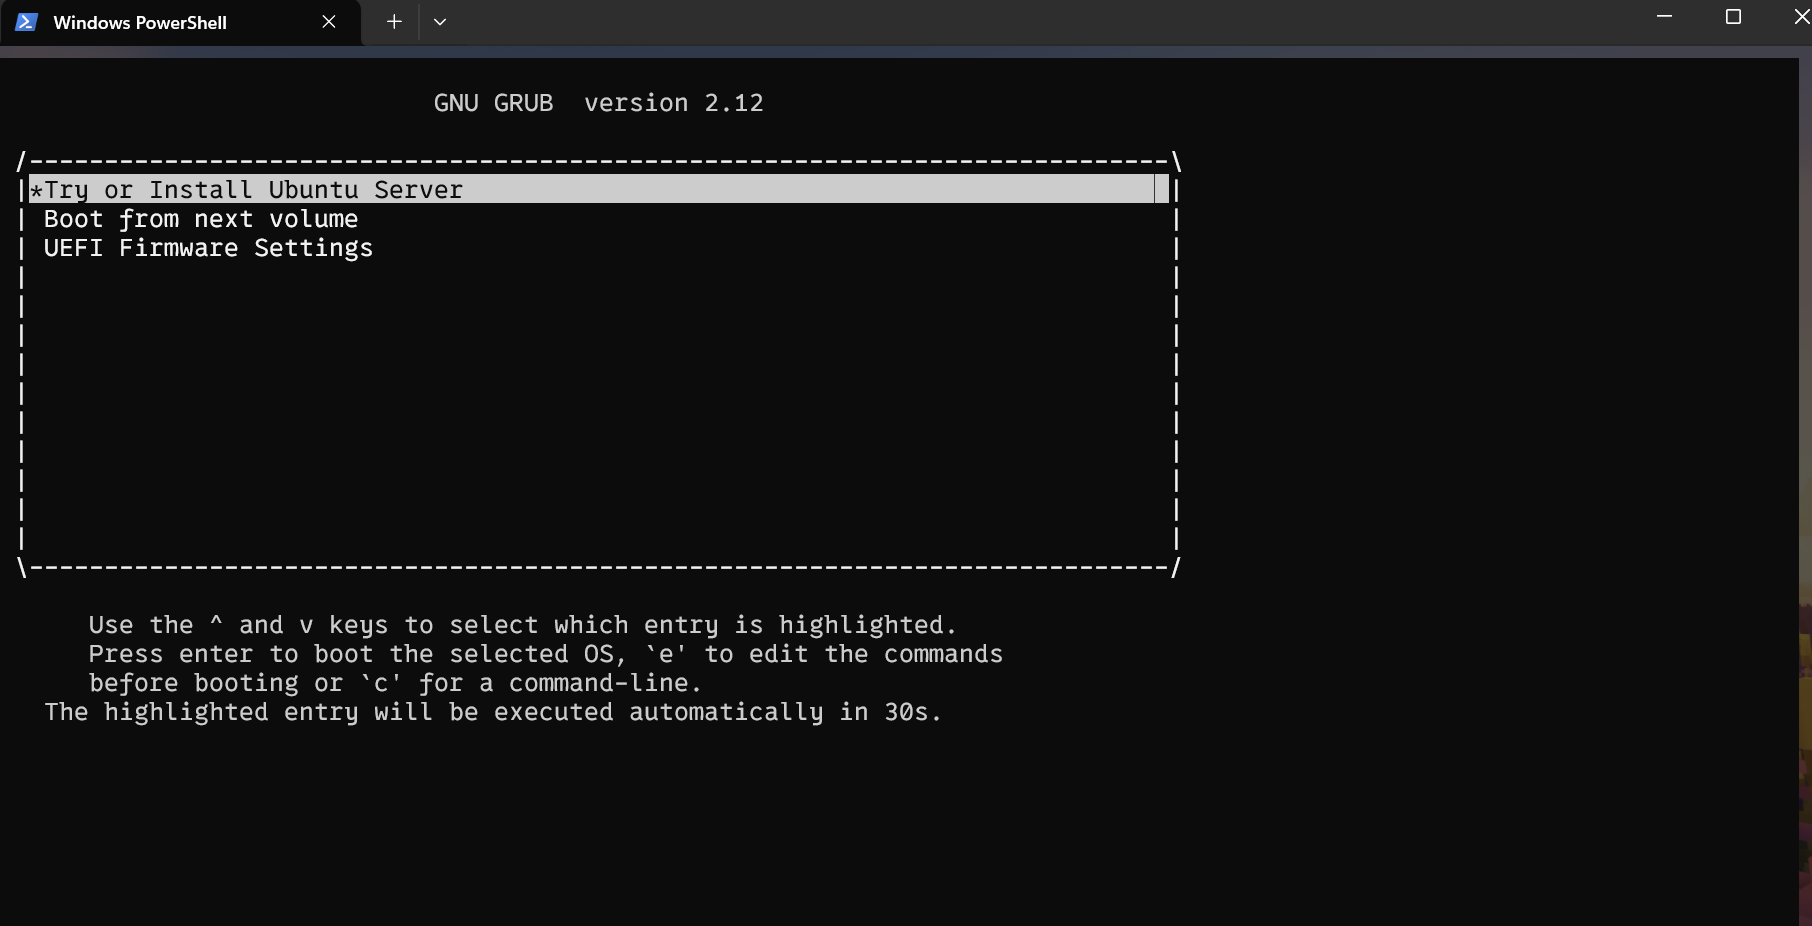 Windows PowerShell
GNU GRUB  version 2.12
/----------------------------------------------------------------------------\
|*Try or Install Ubuntu Server                                               |
| Boot from next volume                                                      |
| UEFI Firmware Settings                                                     |
\----------------------------------------------------------------------------/
Use the ^ and v keys to select which entry is highlighted.
Press enter to boot the selected OS, `e' to edit the commands
before booting or `c' for a command-line.
The highlighted entry will be executed automatically in 30s.